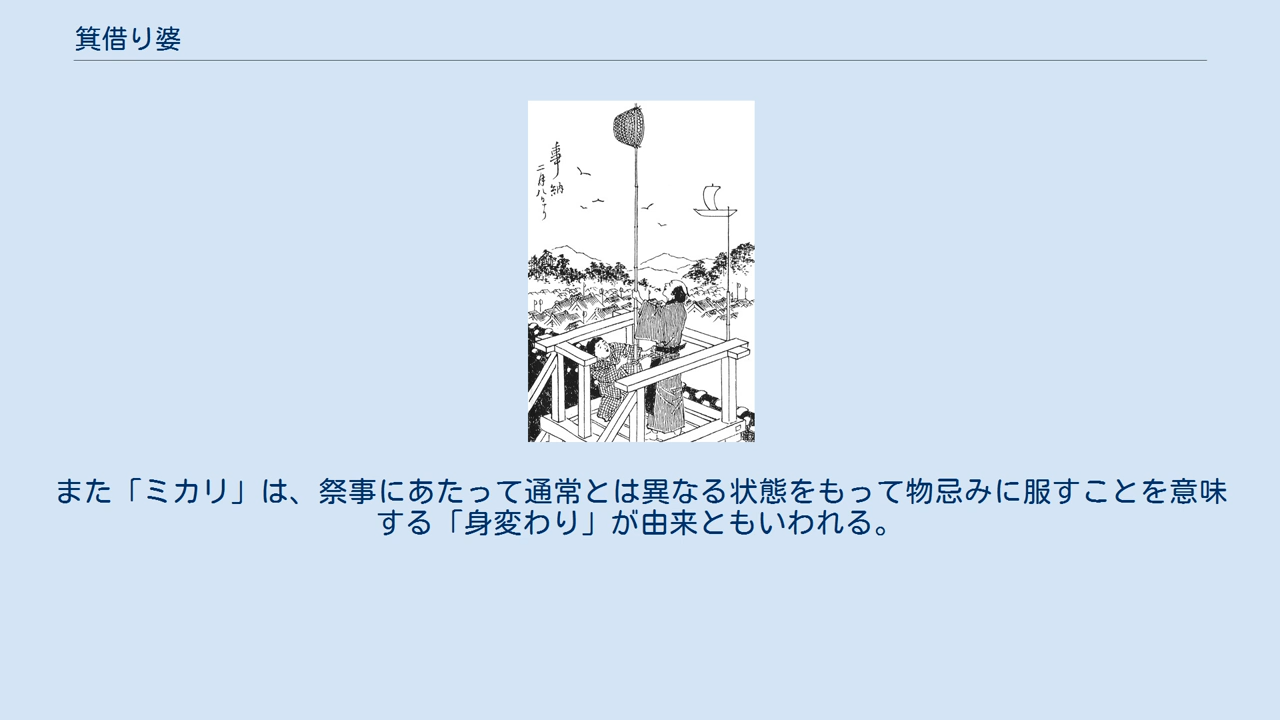 箕借り婆
事納
二月八かう
また「ミカリ」は、祭事にあたって通常とは異なる状態をもって物忌みに服すことを意味
する「身変わり」が由来ともいわれる。